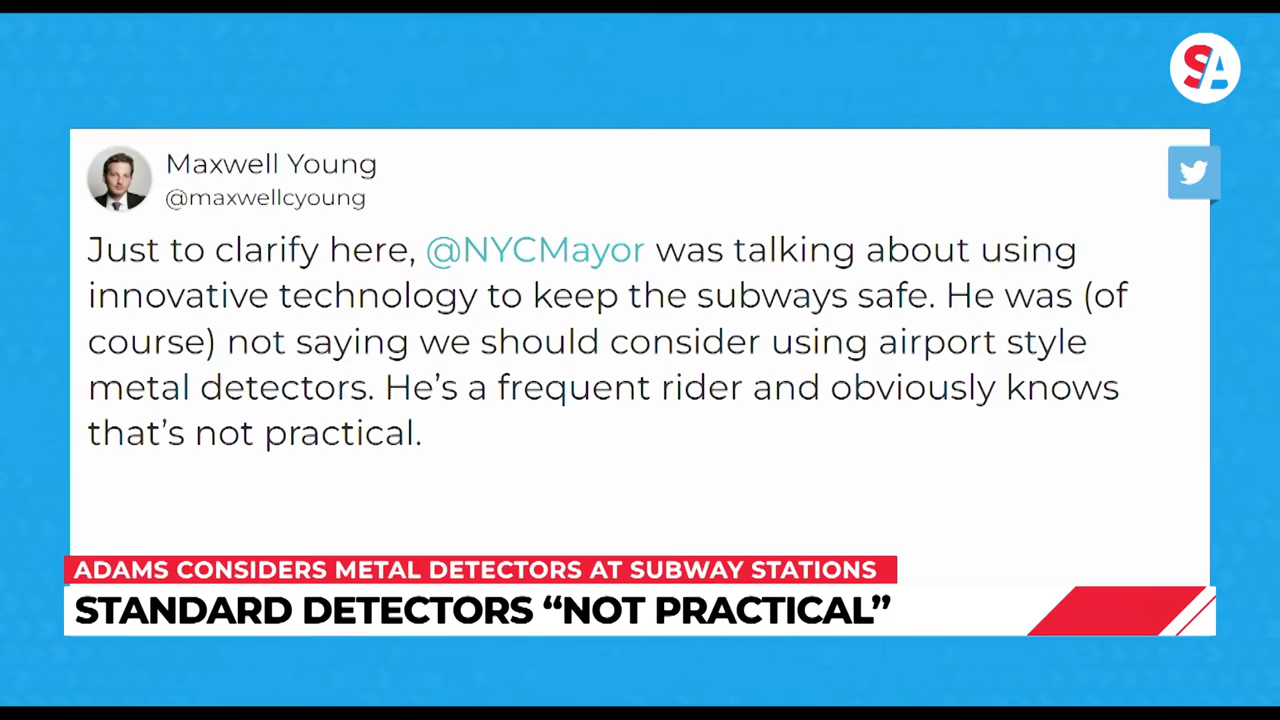 SA
Maxwell Young
@maxwellcyoung
Just to clarify here, @NYCMayor was talking about using
innovative technology to keep the subways safe. He was (of
course) not saying we should consider using airport style
metal detectors. He’s a frequent rider and obviously knows
that’s not practical.
ADAMS CONSIDERS METAL DETECTORS AT SUBWAY STATIONS
STANDARD DETECTORS “NOT PRACTICAL”